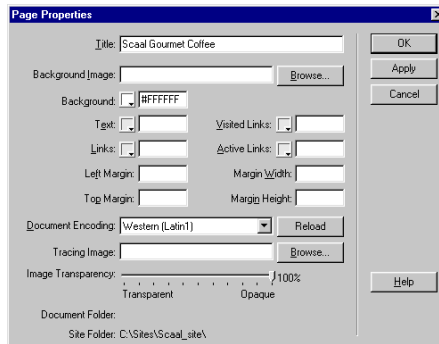 Page Properties
Title: Scaal Gourmet Coffee
OK
Background Image:
Browse...
Apply
Background: #FFFFFF
Cancel
Text:
Visited Links:
Links:
Active Links:
Left Margin:
Margin Width:
Top Margin:
Margin Height:
Document Encoding: Western (Latin1)
Reload
Tracing Image:
Browse...
Image Transparency:
100%
Help
Transparent
Opaque
Document Folder:
Site Folder: C:\Sites\Scaal_site\